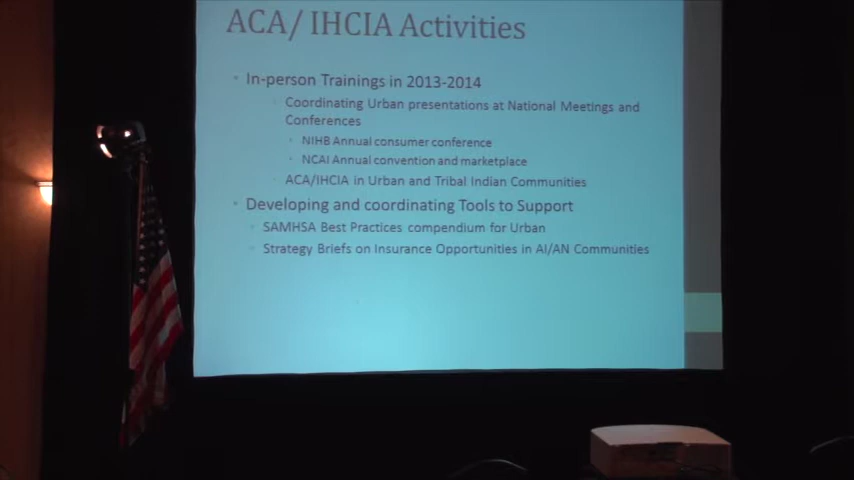 ACA/ IHCIA Activities
In-person Trainings in 2013-2014
Coordinating Urban presentations at National Meetings and
Conferences
NIHB Annual consumer conference
NCAI Annual convention and marketplace
ACA/IHCIA in Urban and Tribal Indian Communities
Developing and coordinating Tools to Support
SAMHSA Best Practices compendium for Urban
Strategy Briefs on Insurance Opportunities in AI/AN Communities